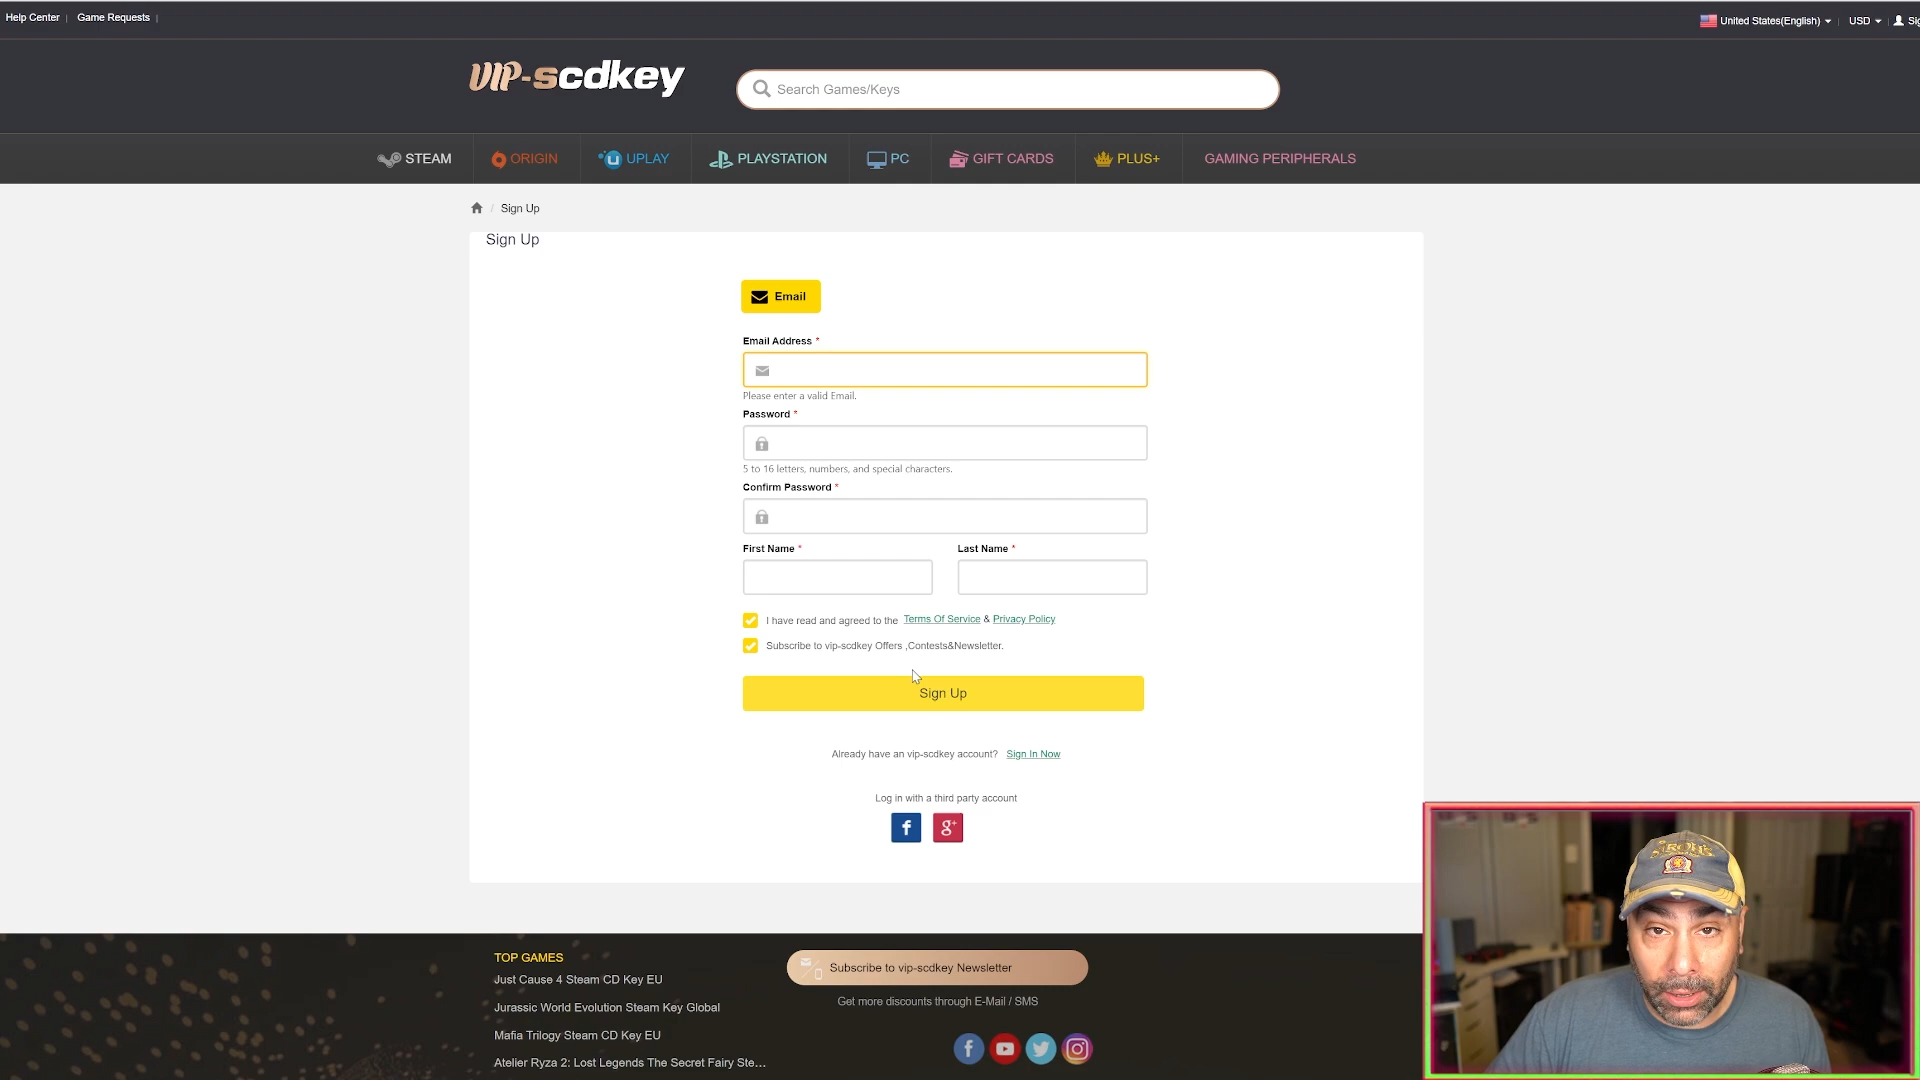 Help Center
Game Requests
United States(English)
USD
VIP-scdkey
Search Games/Keys
STEAM
ORIGIN
UPLAY
PLAYSTATION
PC
GIFT CARDS
PLUS+
GAMING PERIPHERALS
/ Sign Up
Sign Up
Email
Email Address *
Please enter a valid Email.
Password *
5 to 16 letters, numbers, and special characters.
Confirm Password *
First Name *
Last Name *
I have read and agreed to the Terms Of Service & Privacy Policy
Subscribe to vip-scdkey Offers ,Contests&Newsletter.
Sign Up
Already have an vip-scdkey account? Sign In Now
Log in with a third party account
TOP GAMES
Just Cause 4 Steam CD Key EU
Jurassic World Evolution Steam Key Global
Mafia Trilogy Steam CD Key EU
Atelier Ryza 2: Lost Legends The Secret Fairy Ste...
Subscribe to vip-scdkey Newsletter
Get more discounts through E-Mail / SMS